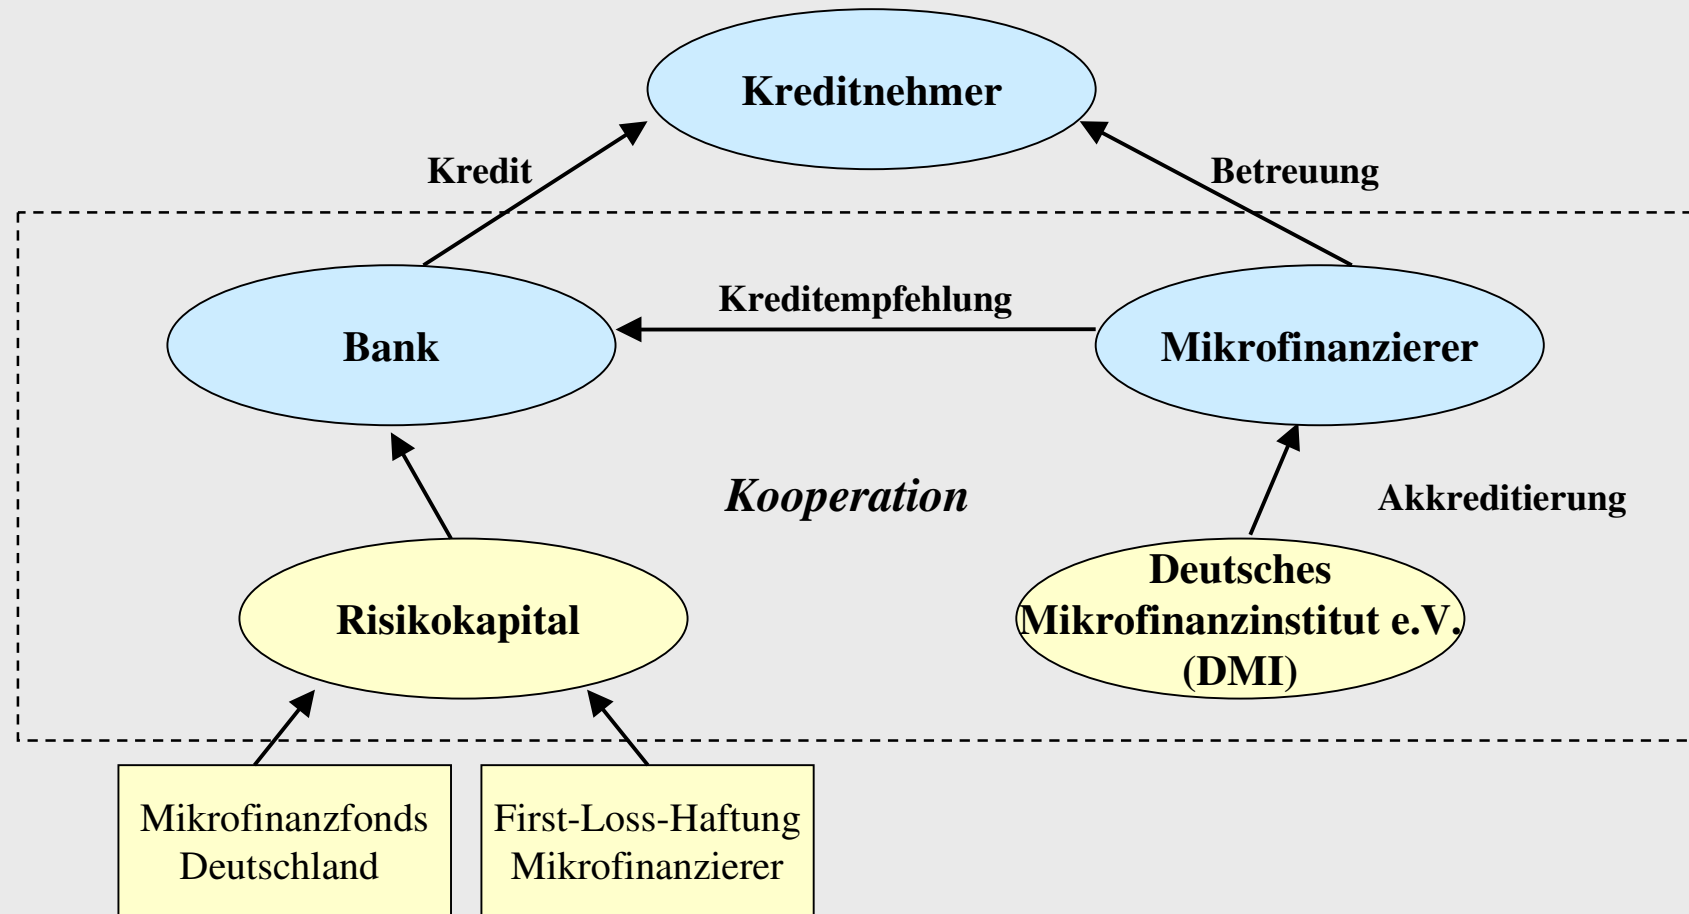 Kreditnehmer
Kredit
Betreuung
Kreditempfehlung
Bank
Mikrofinanzierer
Kooperation
Akkreditierung
Risikokapital
Deutsches
Mikrofinanzinstitut e.V.
(DMI)
Mikrofinanzfonds
Deutschland
First-Loss-Haftung
Mikrofinanzierer